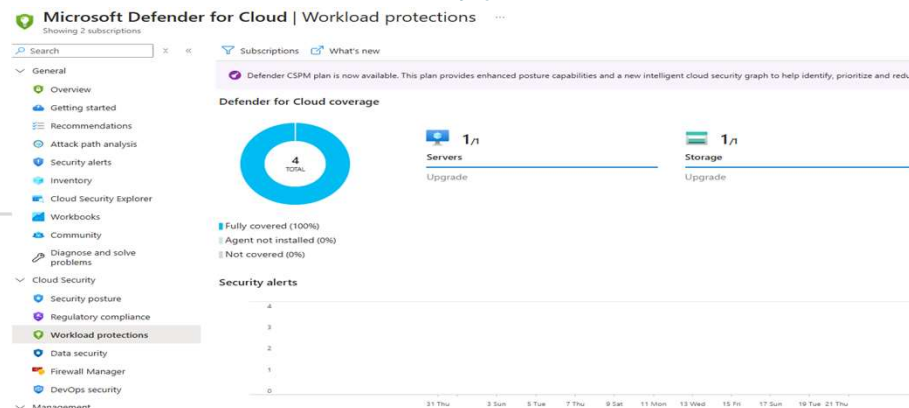 Microsoft Defender for Cloud | Workload protections ...
Showing 2 subscriptions
Search
Subscriptions What's new
General
Overview
Getting started
Recommendations
Attack path analysis
Security alerts
Inventory
Cloud Security Explorer
Workbooks
Community
Diagnose and solve
problems
Cloud Security
Security posture
Regulatory compliance
Workload protections
Data security
Firewall Manager
DevOps security
Management
Defender CSPM plan is now available. This plan provides enhanced posture capabilities and a new intelligent cloud security graph to help identify, prioritize and redu
Defender for Cloud coverage
4
TOTAL
1/1
Servers
Upgrade
1/1
Storage
Upgrade
Fully covered (100%)
Agent not installed (0%)
Not covered (0%)
Security alerts
4
3
2
1
0
31 Thu 3 Sun 5 Tue 7 Thu 9 Sat 11 Mon 13 Wed 15 Fri 17 Sun 19 Tue 21 Thu